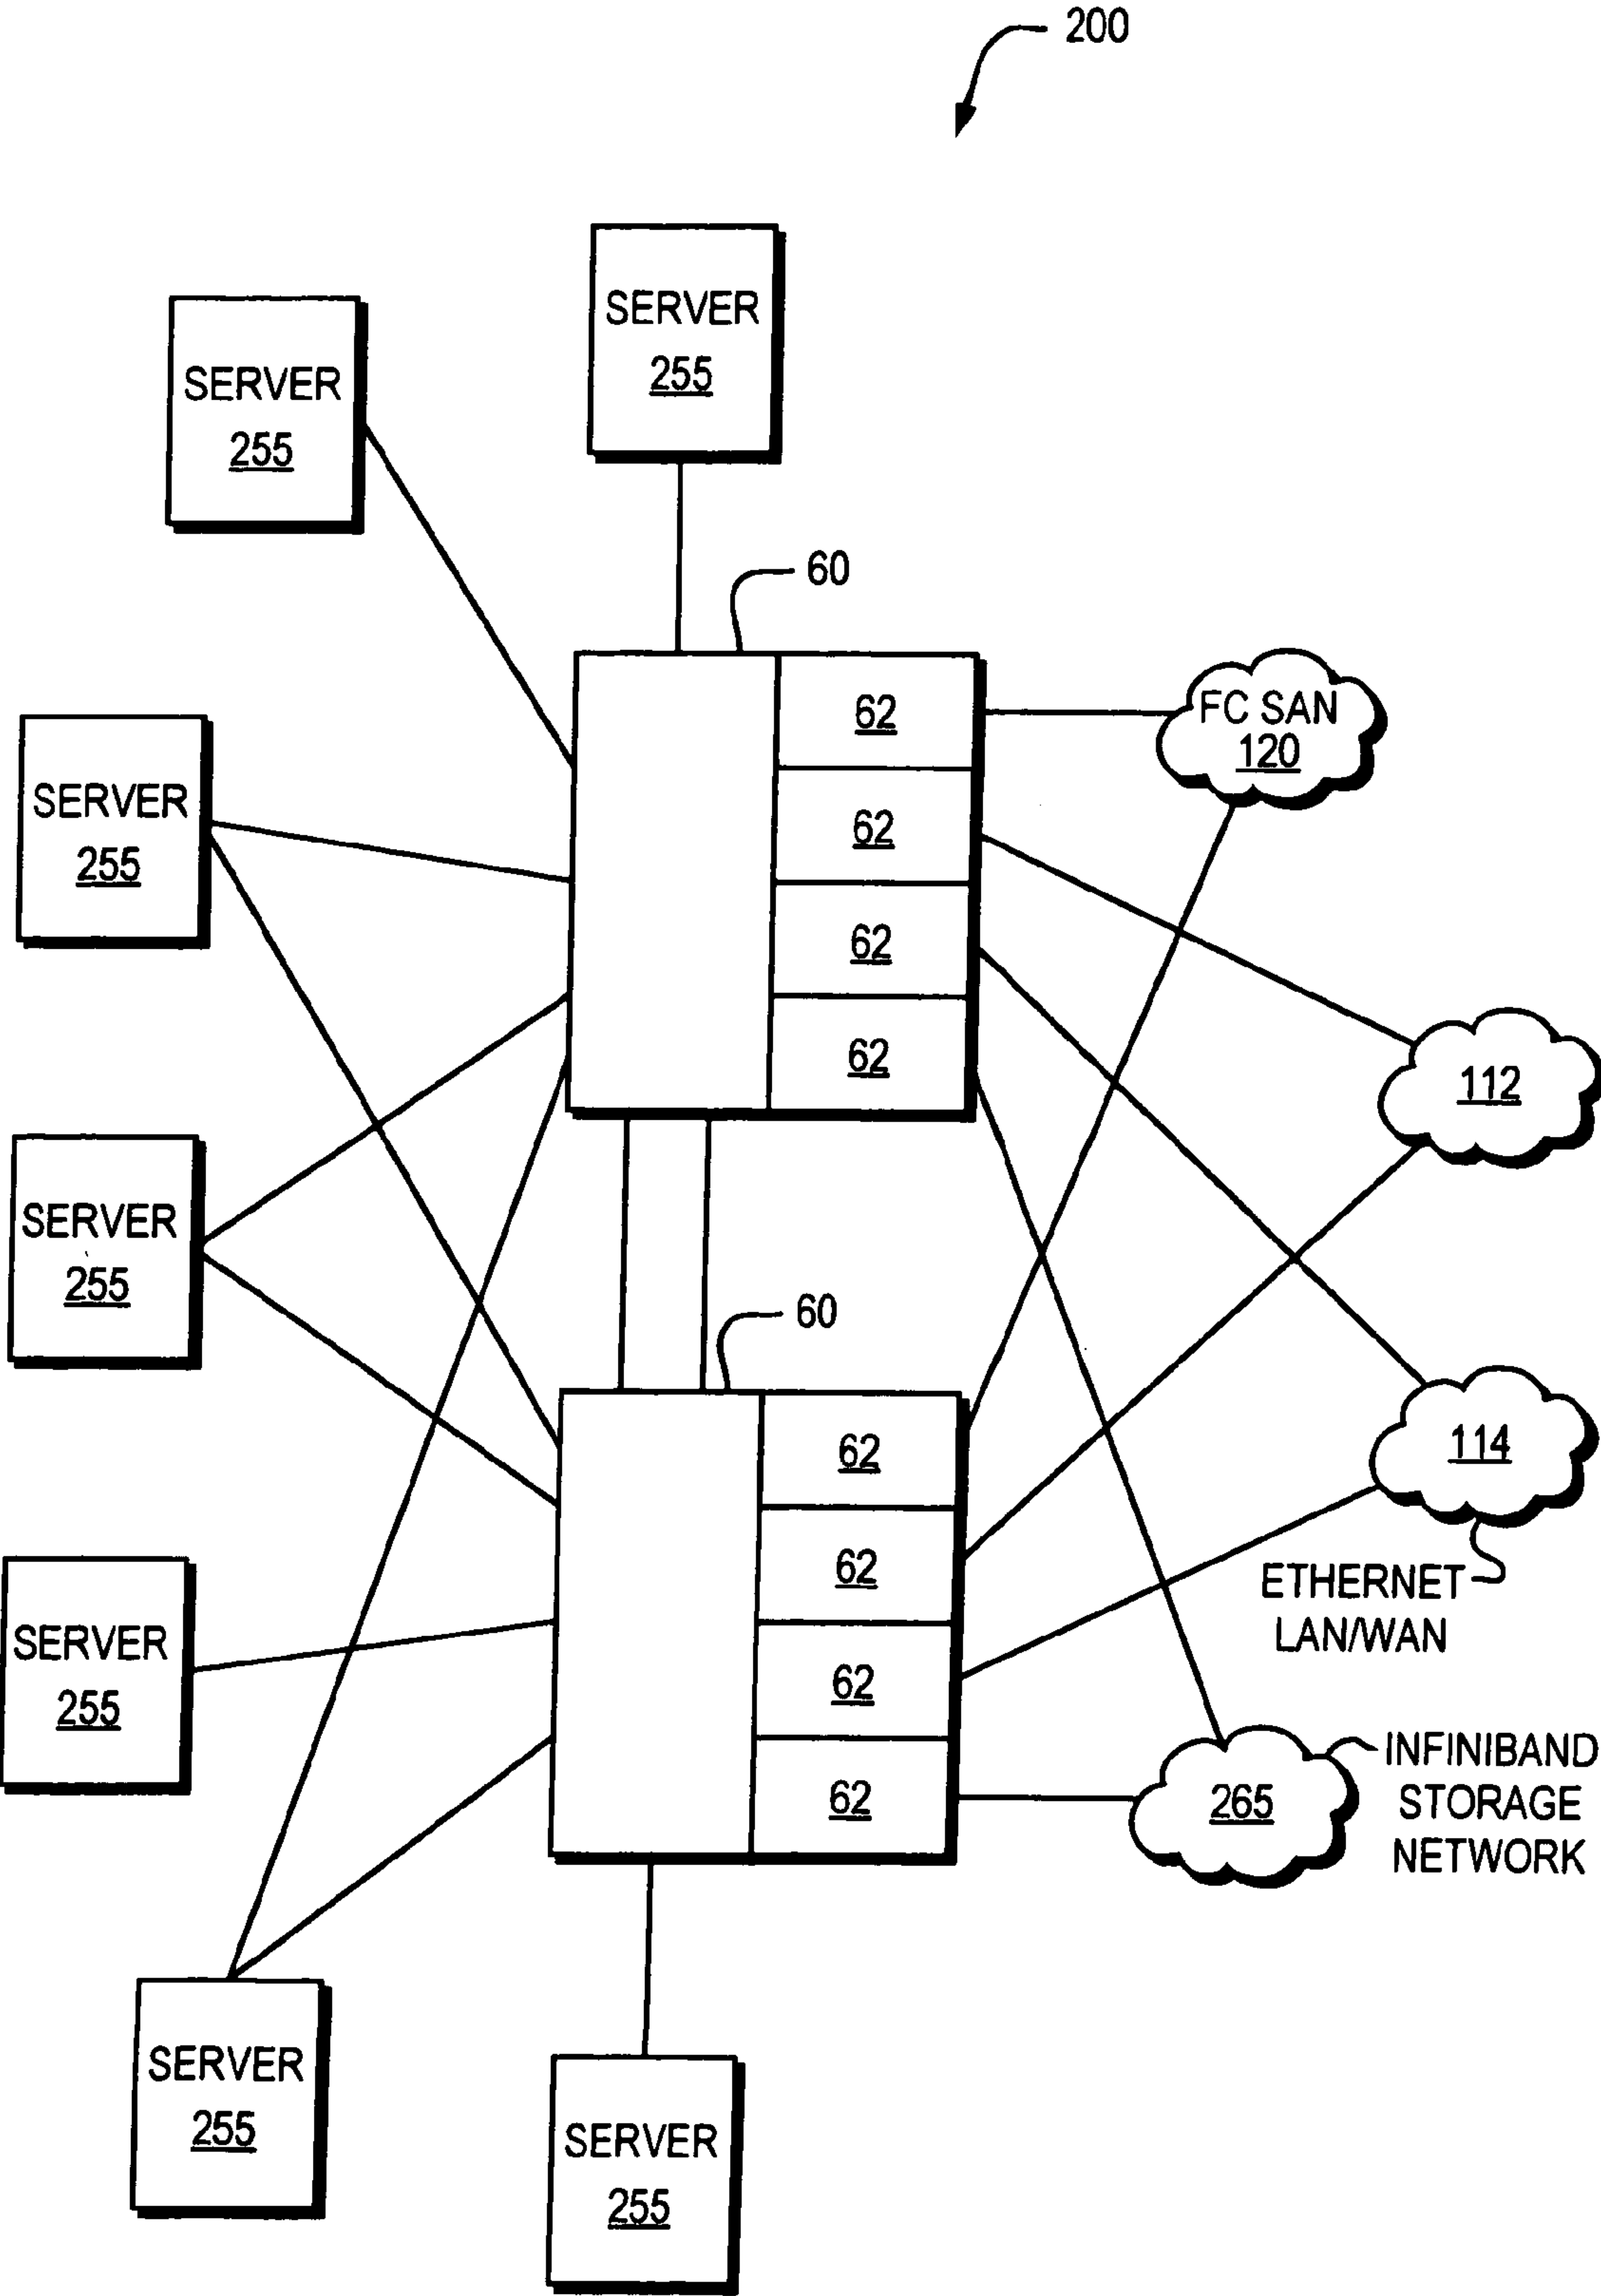 200
SERVER
255
SERVER
255
60
62
62
62
62
FC SAN
120
SERVER
255
112
SERVER
255
60
62
62
62
62
114
ETHERNET
LAN/WAN
SERVER
255
265
INFINIBAND
STORAGE
NETWORK
SERVER
255
SERVER
255